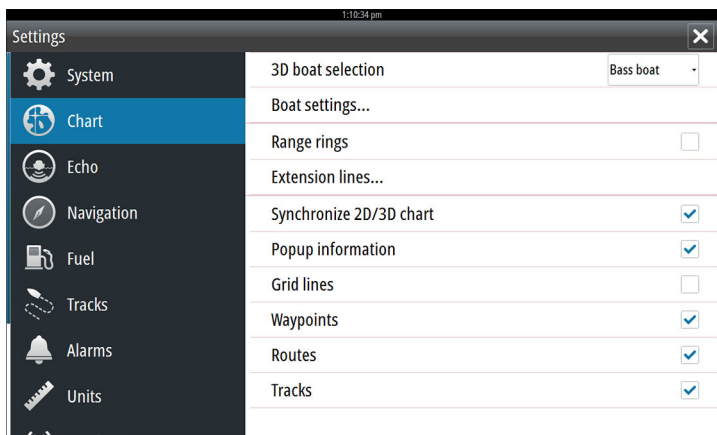 1:10:34 pm
Settings
System
Chart
Echo
Navigation
Fuel
Tracks
Alarms
Units
3D boat selection
Bass boat
Boat settings...
Range rings
Extension lines...
Synchronize 2D/3D chart
Popup information
Grid lines
Waypoints
Routes
Tracks